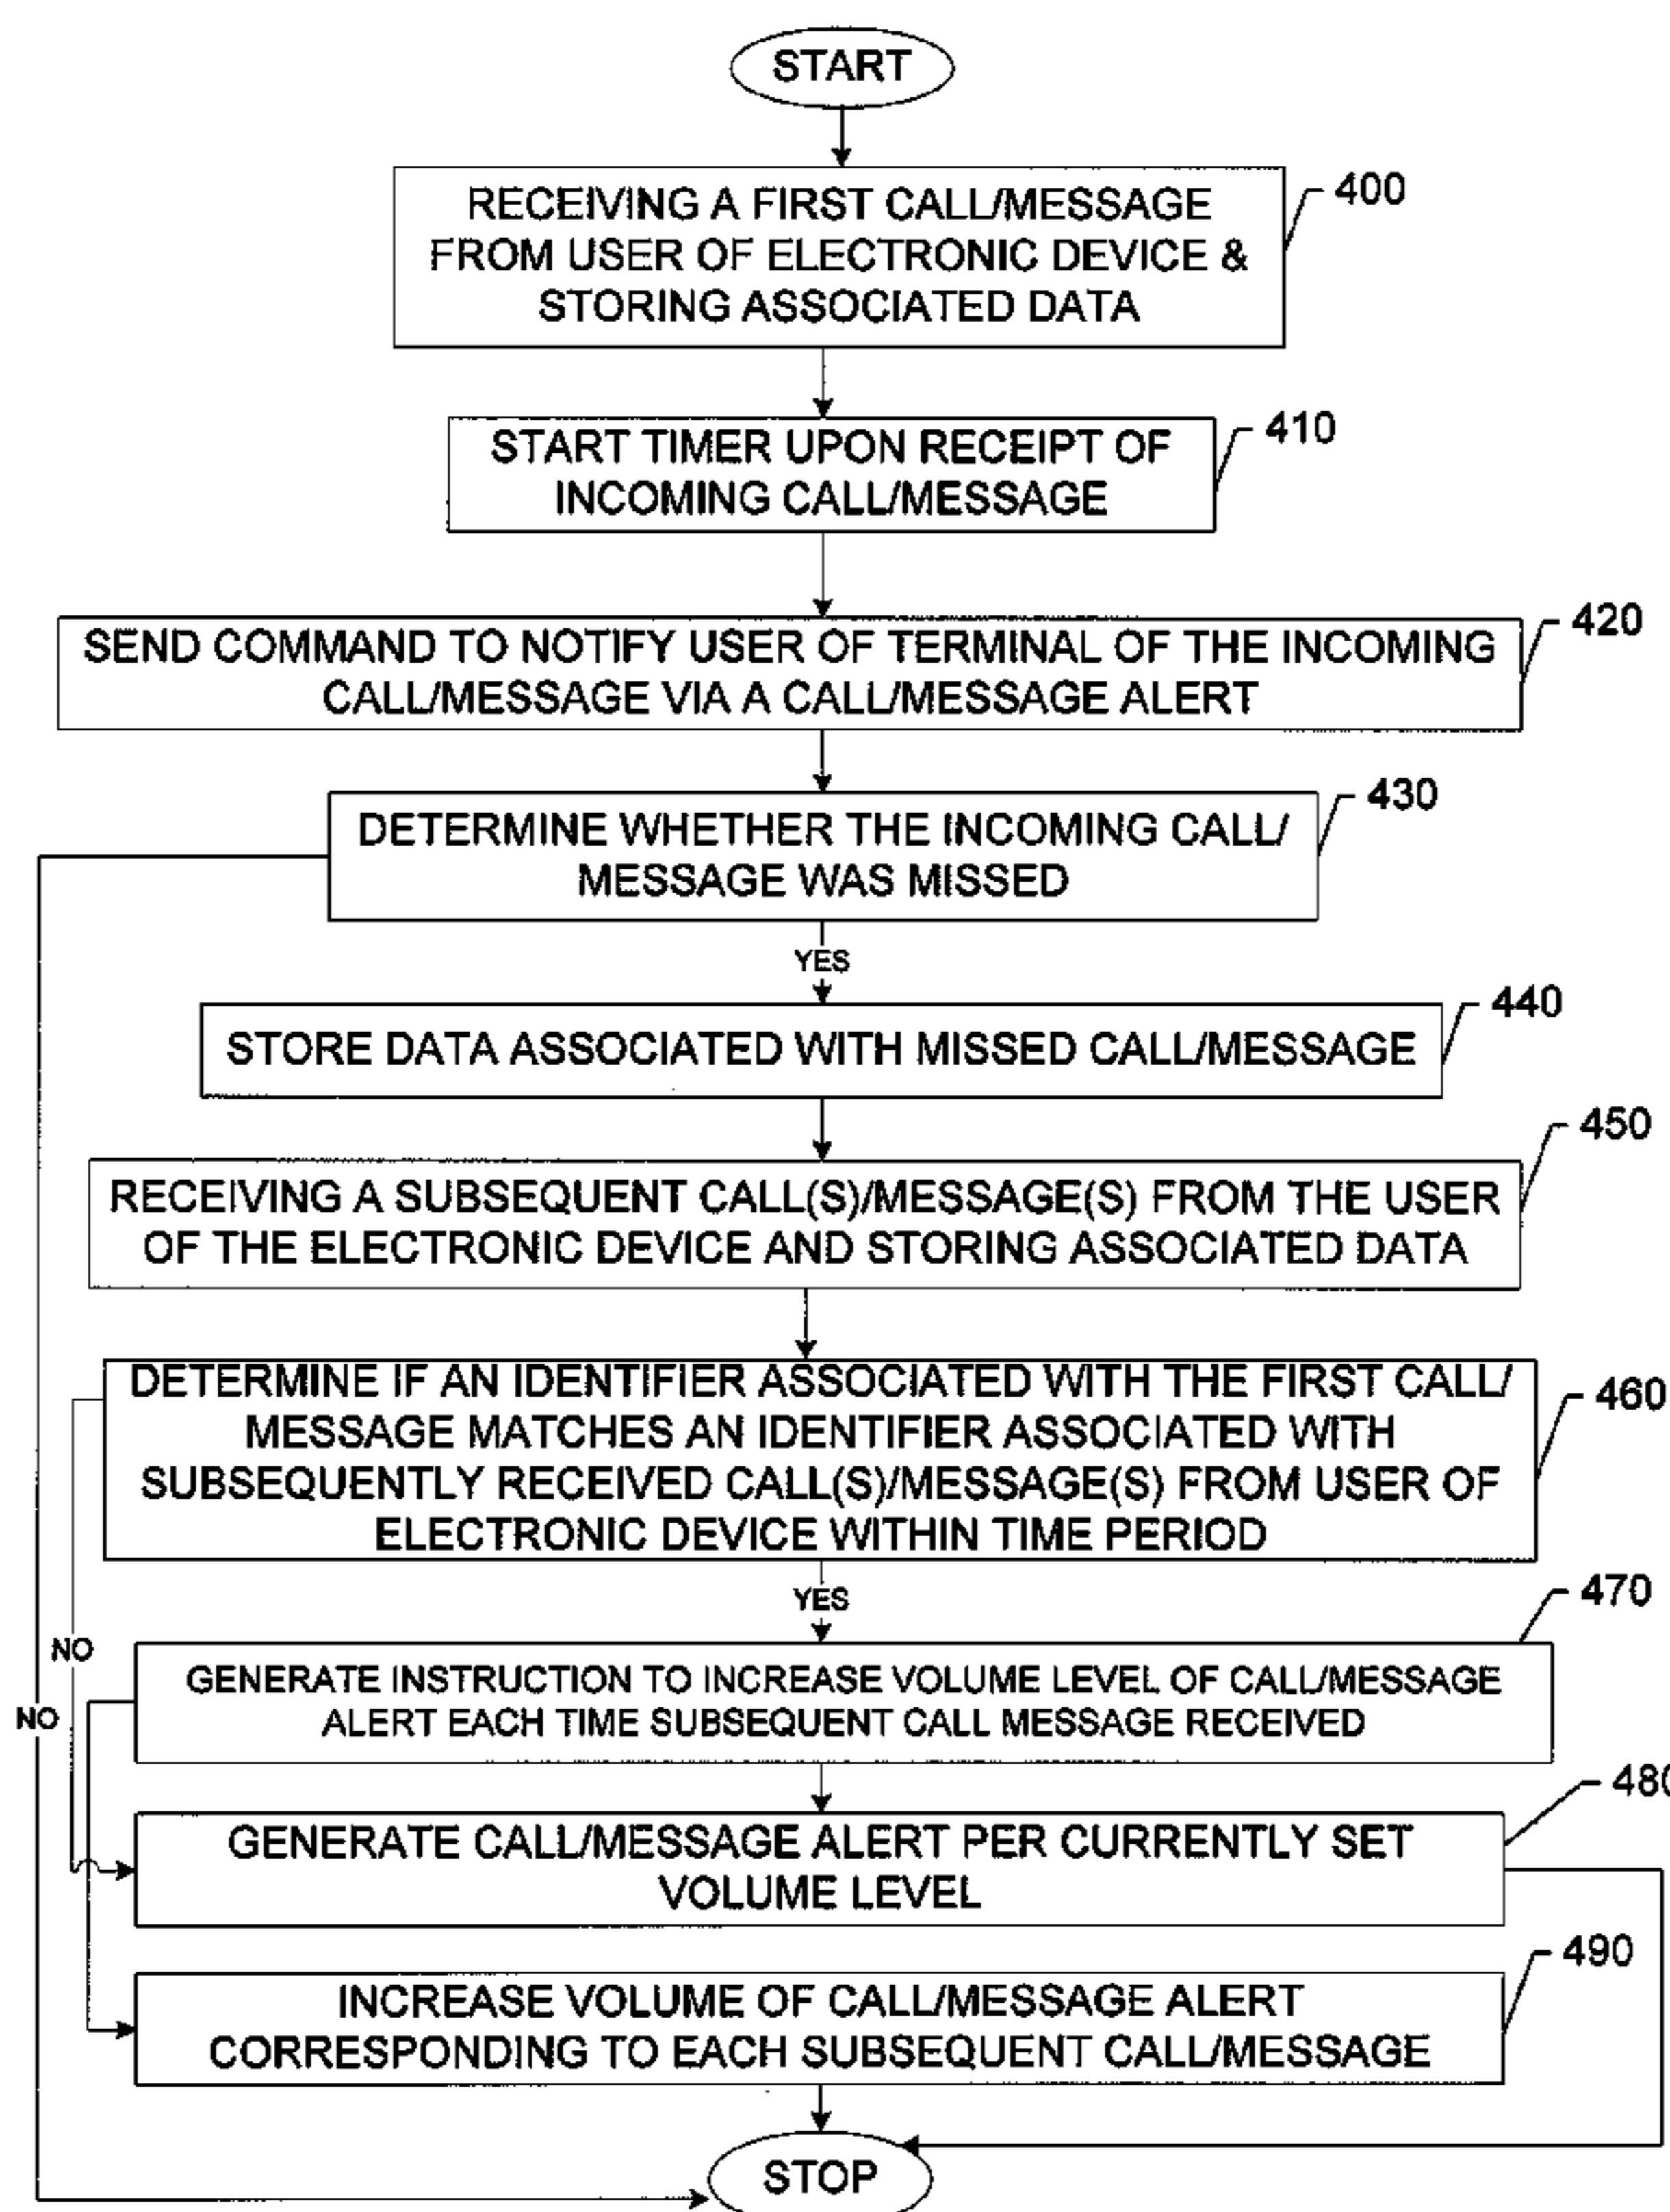 START
RECEIVING A FIRST CALL/MESSAGE
FROM USER OF ELECTRONIC DEVICE &
STORING ASSOCIATED DATA
400
START TIMER UPON RECEIPT OF
INCOMING CALL/MESSAGE
410
SEND COMMAND TO NOTIFY USER OF TERMINAL OF THE INCOMING
CALL/MESSAGE VIA A CALL/MESSAGE ALERT
420
DETERMINE WHETHER THE INCOMING CALL/
MESSAGE WAS MISSED
430
YES
STORE DATA ASSOCIATED WITH MISSED CALL/MESSAGE
440
RECEIVING A SUBSEQUENT CALL(S)/MESSAGE(S) FROM THE USER
OF THE ELECTRONIC DEVICE AND STORING ASSOCIATED DATA
450
DETERMINE IF AN IDENTIFIER ASSOCIATED WITH THE FIRST CALL/
MESSAGE MATCHES AN IDENTIFIER ASSOCIATED WITH
SUBSEQUENTLY RECEIVED CALL(S)/MESSAGE(S) FROM USER OF
ELECTRONIC DEVICE WITHIN TIME PERIOD
460
YES
NO
NO
GENERATE INSTRUCTION TO INCREASE VOLUME LEVEL OF CALL/MESSAGE
ALERT EACH TIME SUBSEQUENT CALL MESSAGE RECEIVED
470
GENERATE CALL/MESSAGE ALERT PER CURRENTLY SET
VOLUME LEVEL
480
INCREASE VOLUME OF CALL/MESSAGE ALERT
CORRESPONDING TO EACH SUBSEQUENT CALL/MESSAGE
490
STOP